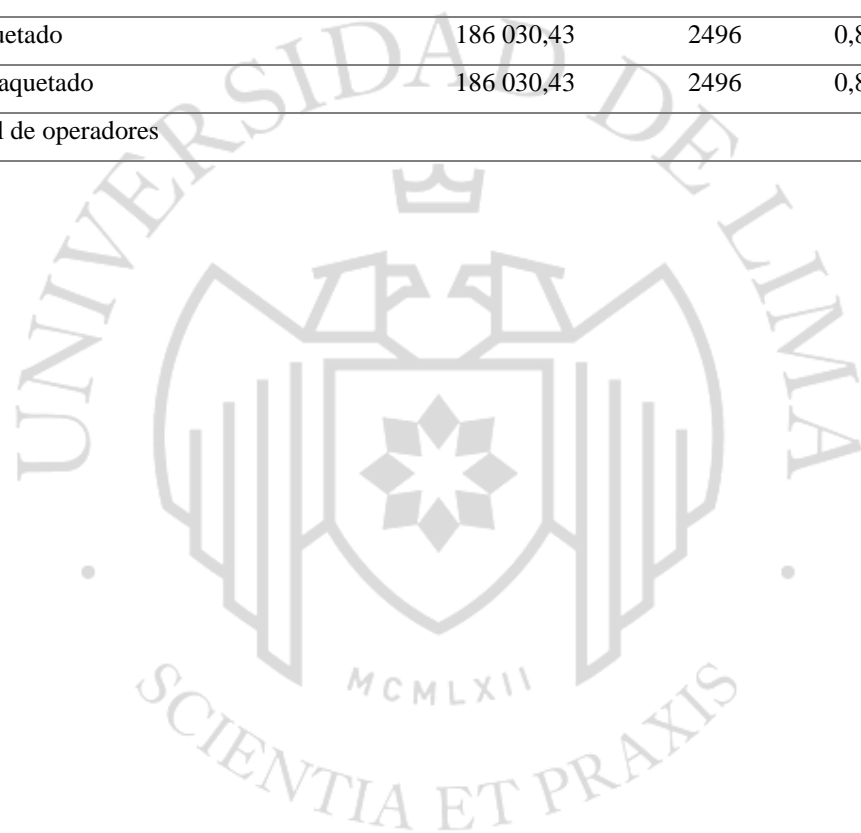 uetado 186 030,43 2496 0,8
aquetado 186 030,43 2496 0,8
l de operadores
UNIVERSIDAD DE LIMA
MCMLXII
SCIENTIA ET PRAXIS